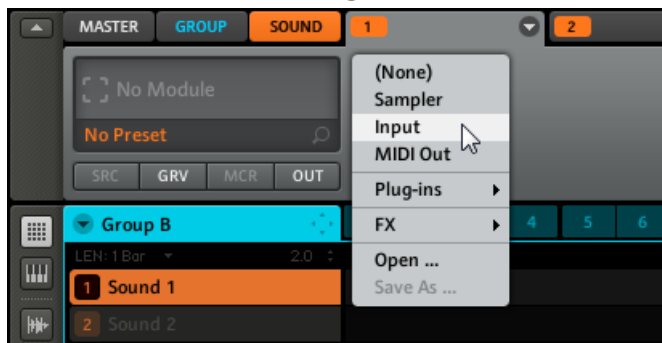 MASTER GROUP SOUND 1 2
No Module
No Preset
SRC GRV MCR OUT
(None)
Sampler
Input
MIDI Out
Plug-ins
FX
Open ...
Save As ...
Group B 4 5 6
LEN: 1 Bar 2.0
1 Sound 1
2 Sound 2